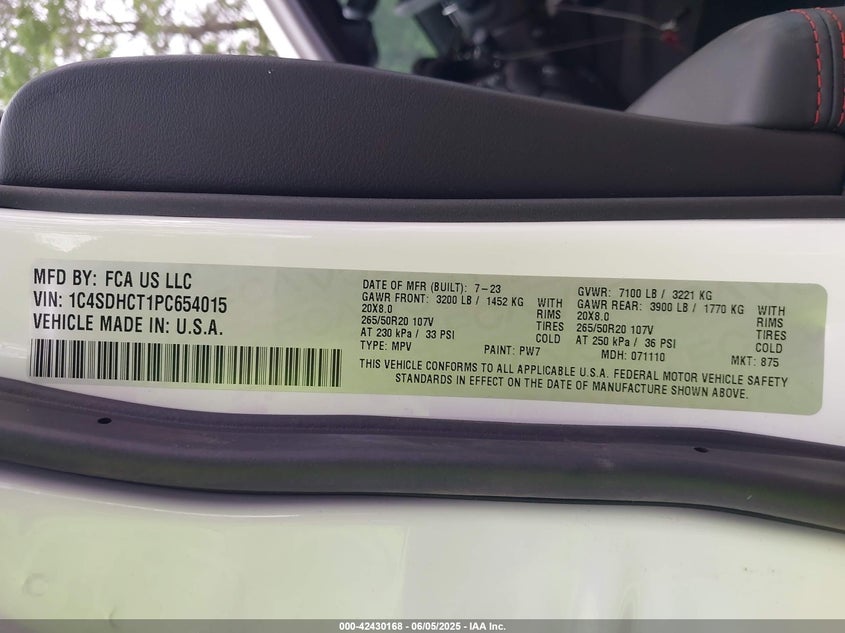 MFD BY: FCA US LLC
VIN: 1C4SDHCT1PC654015
VEHICLE MADE IN: U.S.A.
DATE OF MFR (BUILT): 7-23
GAWR FRONT: 3200 LB / 1452 KG WITH
20X8.0 RIMS
265/50R20 107V TIRES
AT 230 kPa / 33 PSI COLD
TYPE: MPV PAINT: PW7
GVWR: 7100 LB / 3221 KG
GAWR REAR: 3900 LB / 1770 KG WITH
20X8.0 RIMS
265/50R20 107V TIRES
AT 250 kPa / 36 PSI COLD
MDH: 071110 MKT: 875
THIS VEHICLE CONFORMS TO ALL APPLICABLE U.S.A. FEDERAL MOTOR VEHICLE SAFETY
STANDARDS IN EFFECT ON THE DATE OF MANUFACTURE SHOWN ABOVE.
000-42430168 - 06/05/2025 - IAA Inc.